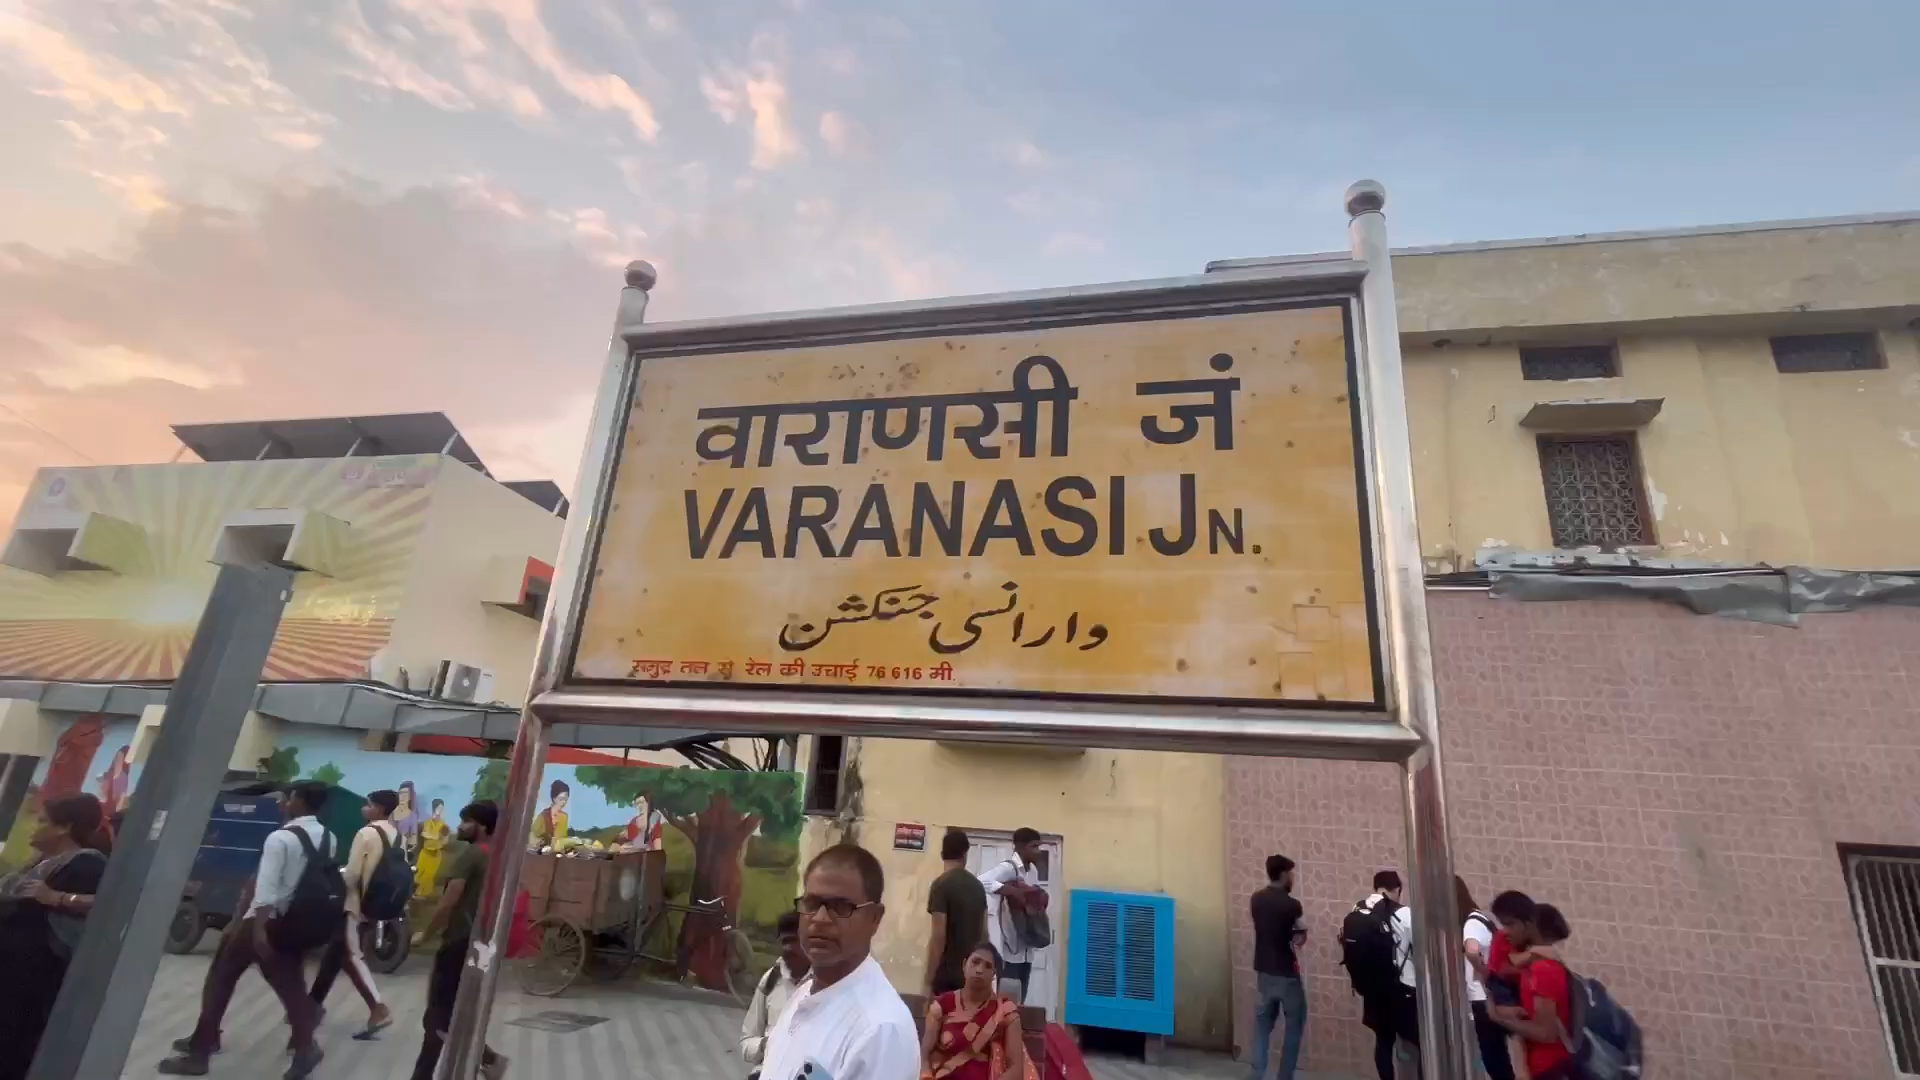 वाराणसी जं
VARANASI JN.
وارانسی جنکشن
समुद्र तल से रेल की उचाई 76 616 मी.